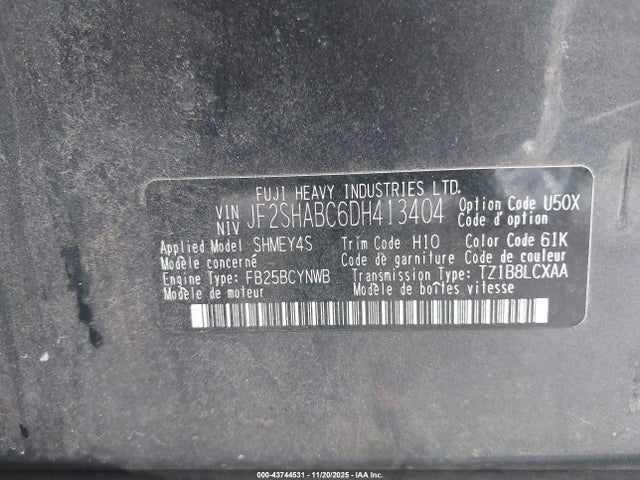 FUJI HEAVY INDUSTRIES LTD.
VIN NIV JF2SHABC6DH413404 Option Code U50X
Code d'option
Applied Model SHMEY4S Trim Code H10 Color Code 61K
Modèle concerné Code de garniture Code de couleur
Engine Type: FB25BCYNWB Transmission Type: TZ1B8LCXAA
Modèle de moteur Modèle de boîtes vitesse
000-43744531 - 11/20/2025 - IAA Inc.